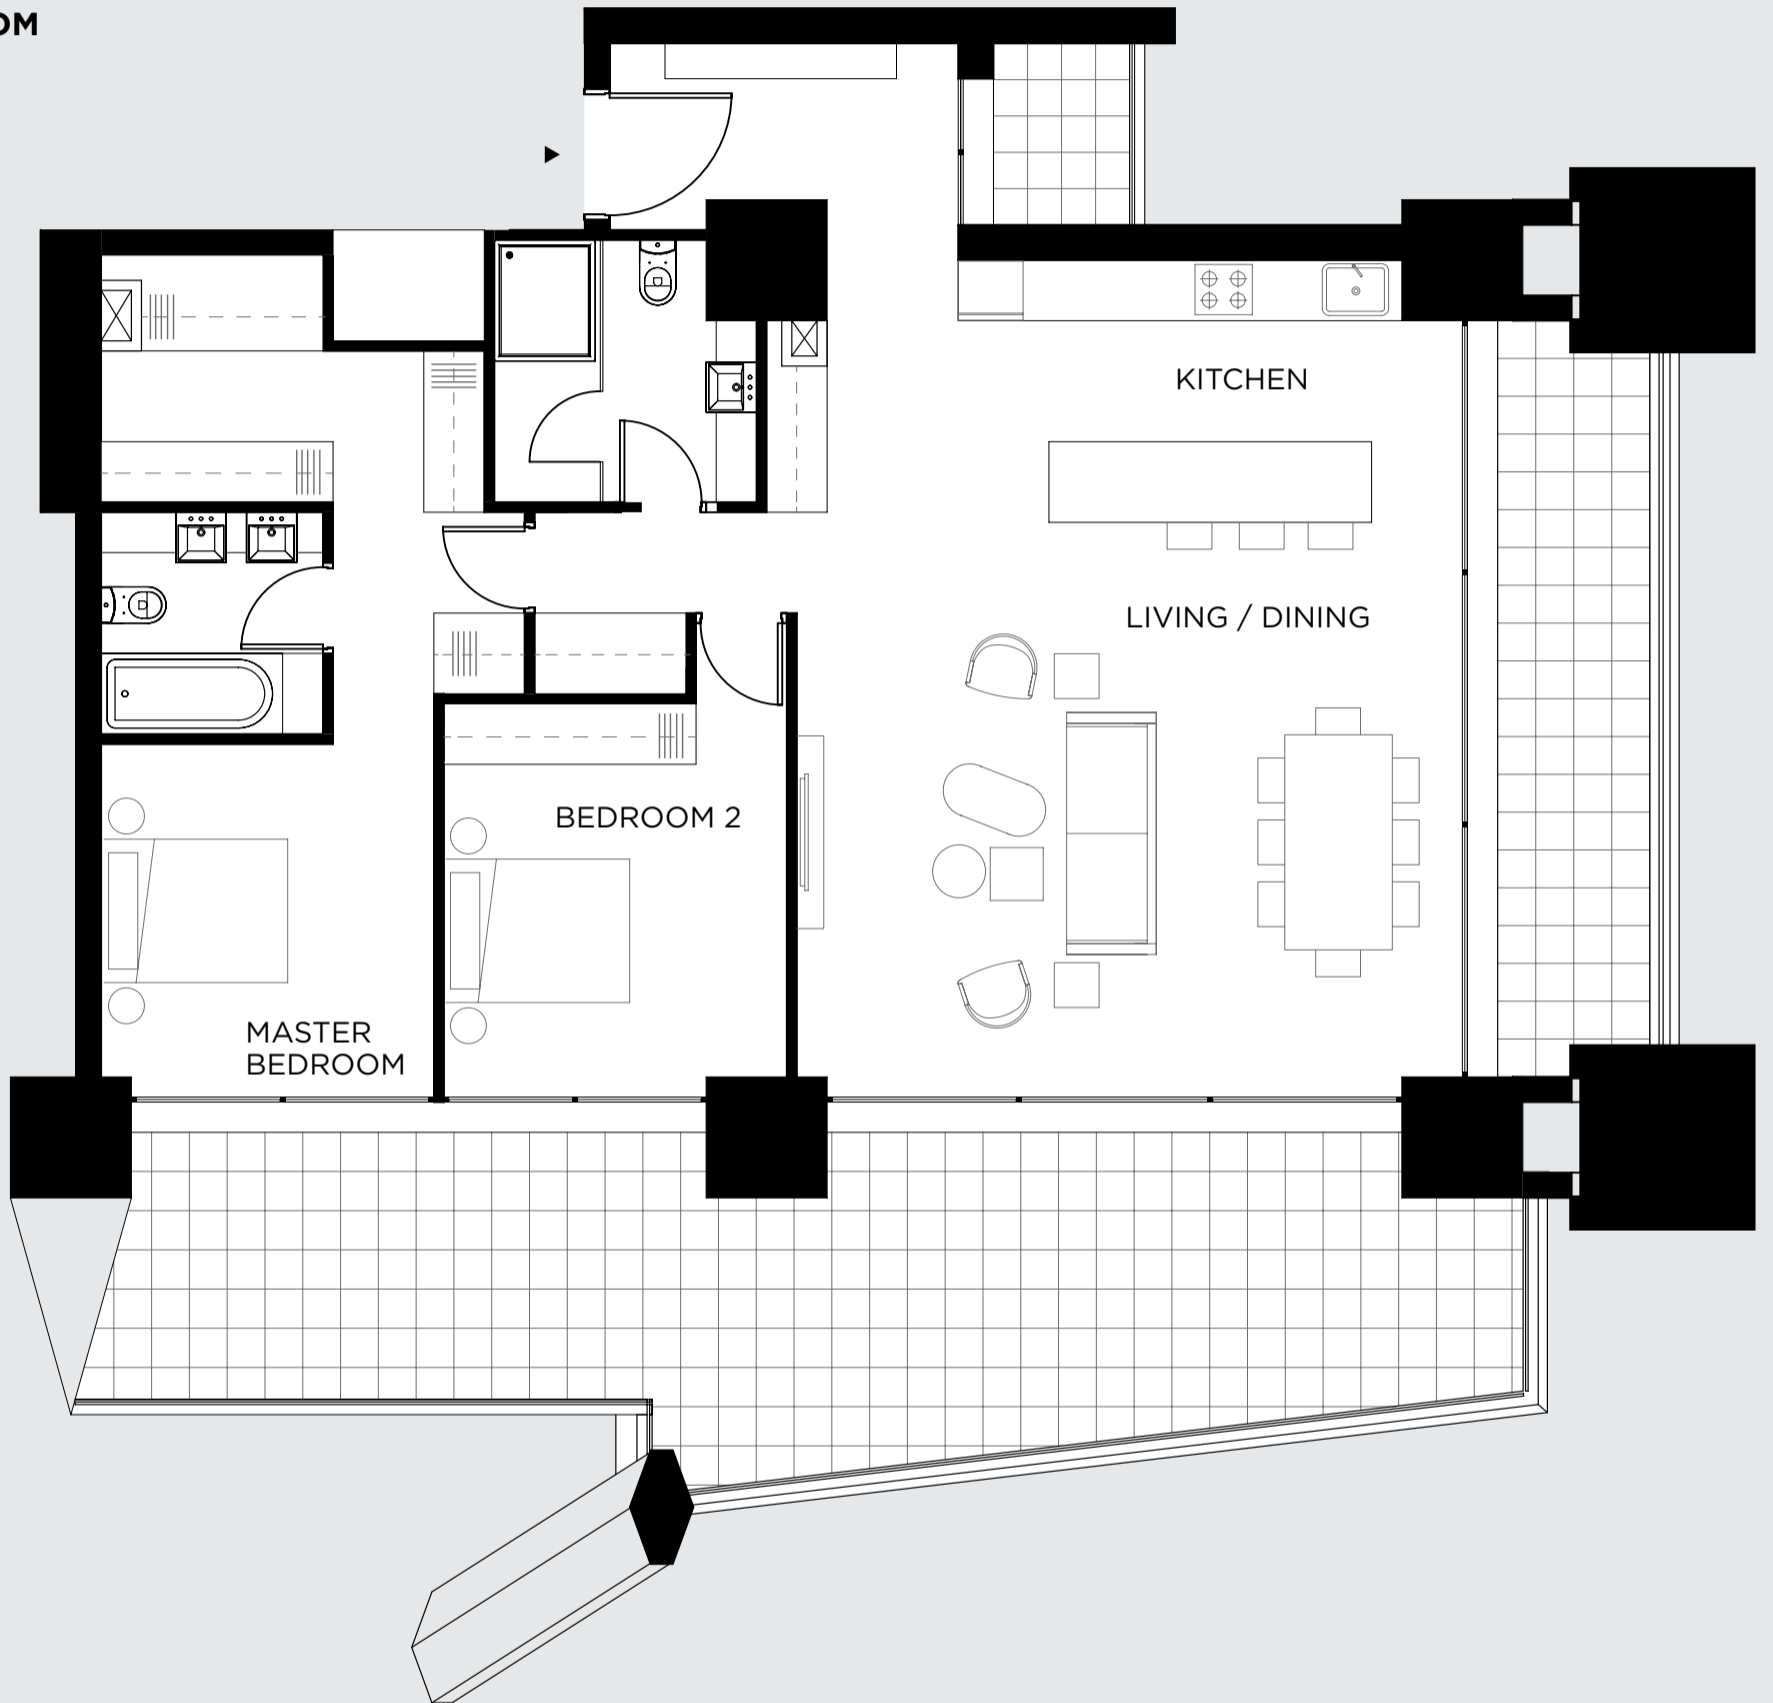 OM
KITCHEN
LIVING / DINING
BEDROOM 2
MASTER
BEDROOM